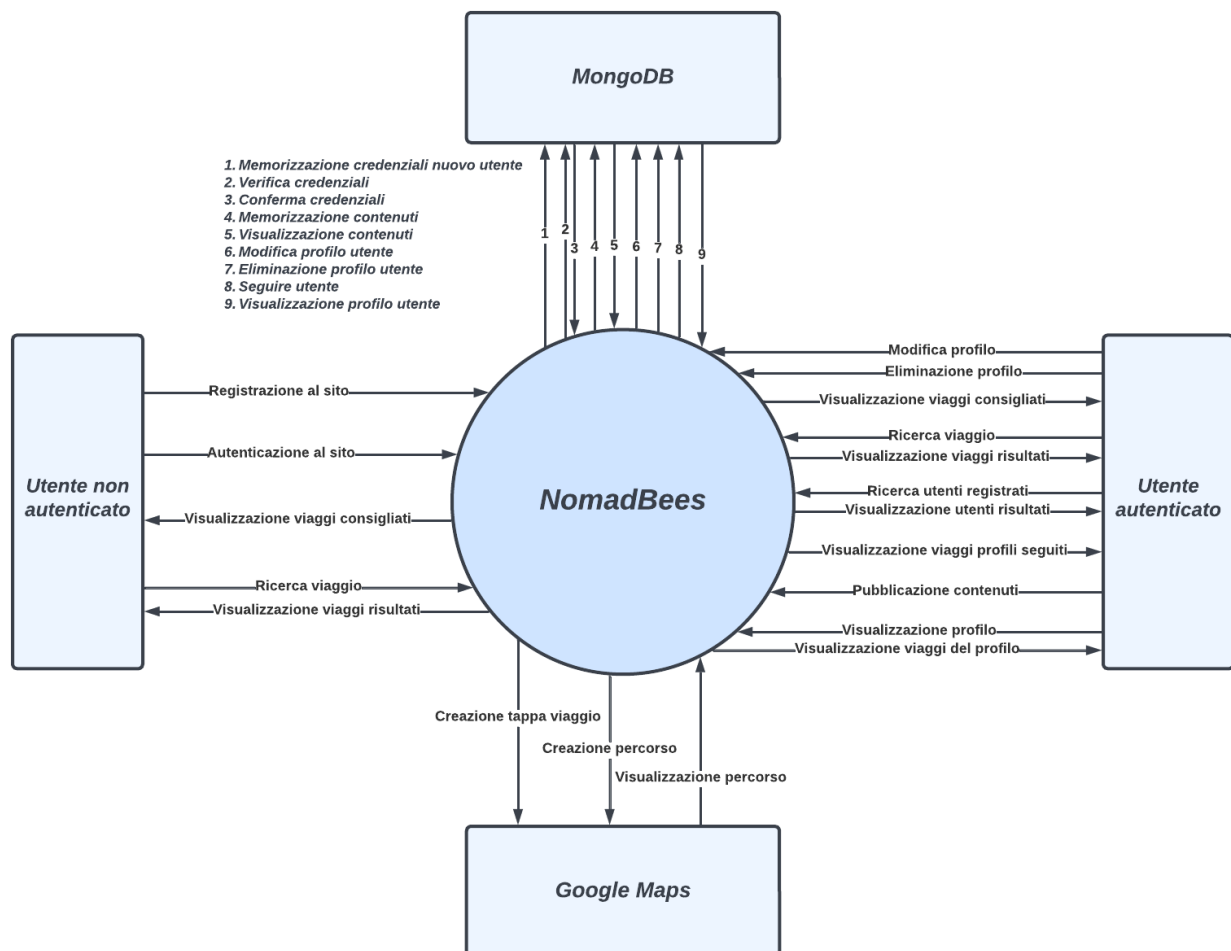 MongoDB
1. Memorizzazione credenziali nuovo utente
2. Verifica credenziali
3. Conferma credenziali
4. Memorizzazione contenuti
5. Visualizzazione contenuti
6. Modifica profilo utente
7. Eliminazione profilo utente
8. Seguire utente
9. Visualizzazione profilo utente
1
2
3
4
5
6
7
8
9
Utente non
autenticato
Registrazione al sito
Autenticazione al sito
Visualizzazione viaggi consigliati
Ricerca viaggio
Visualizzazione viaggi risultati
NomadBees
Modifica profilo
Eliminazione profilo
Visualizzazione viaggi consigliati
Ricerca viaggio
Visualizzazione viaggi risultati
Ricerca utenti registrati
Visualizzazione utenti risultati
Visualizzazione viaggi profili seguiti
Pubblicazione contenuti
Visualizzazione profilo
Visualizzazione viaggi del profilo
Utente
autenticato
Creazione tappa viaggio
Creazione percorso
Visualizzazione percorso
Google Maps